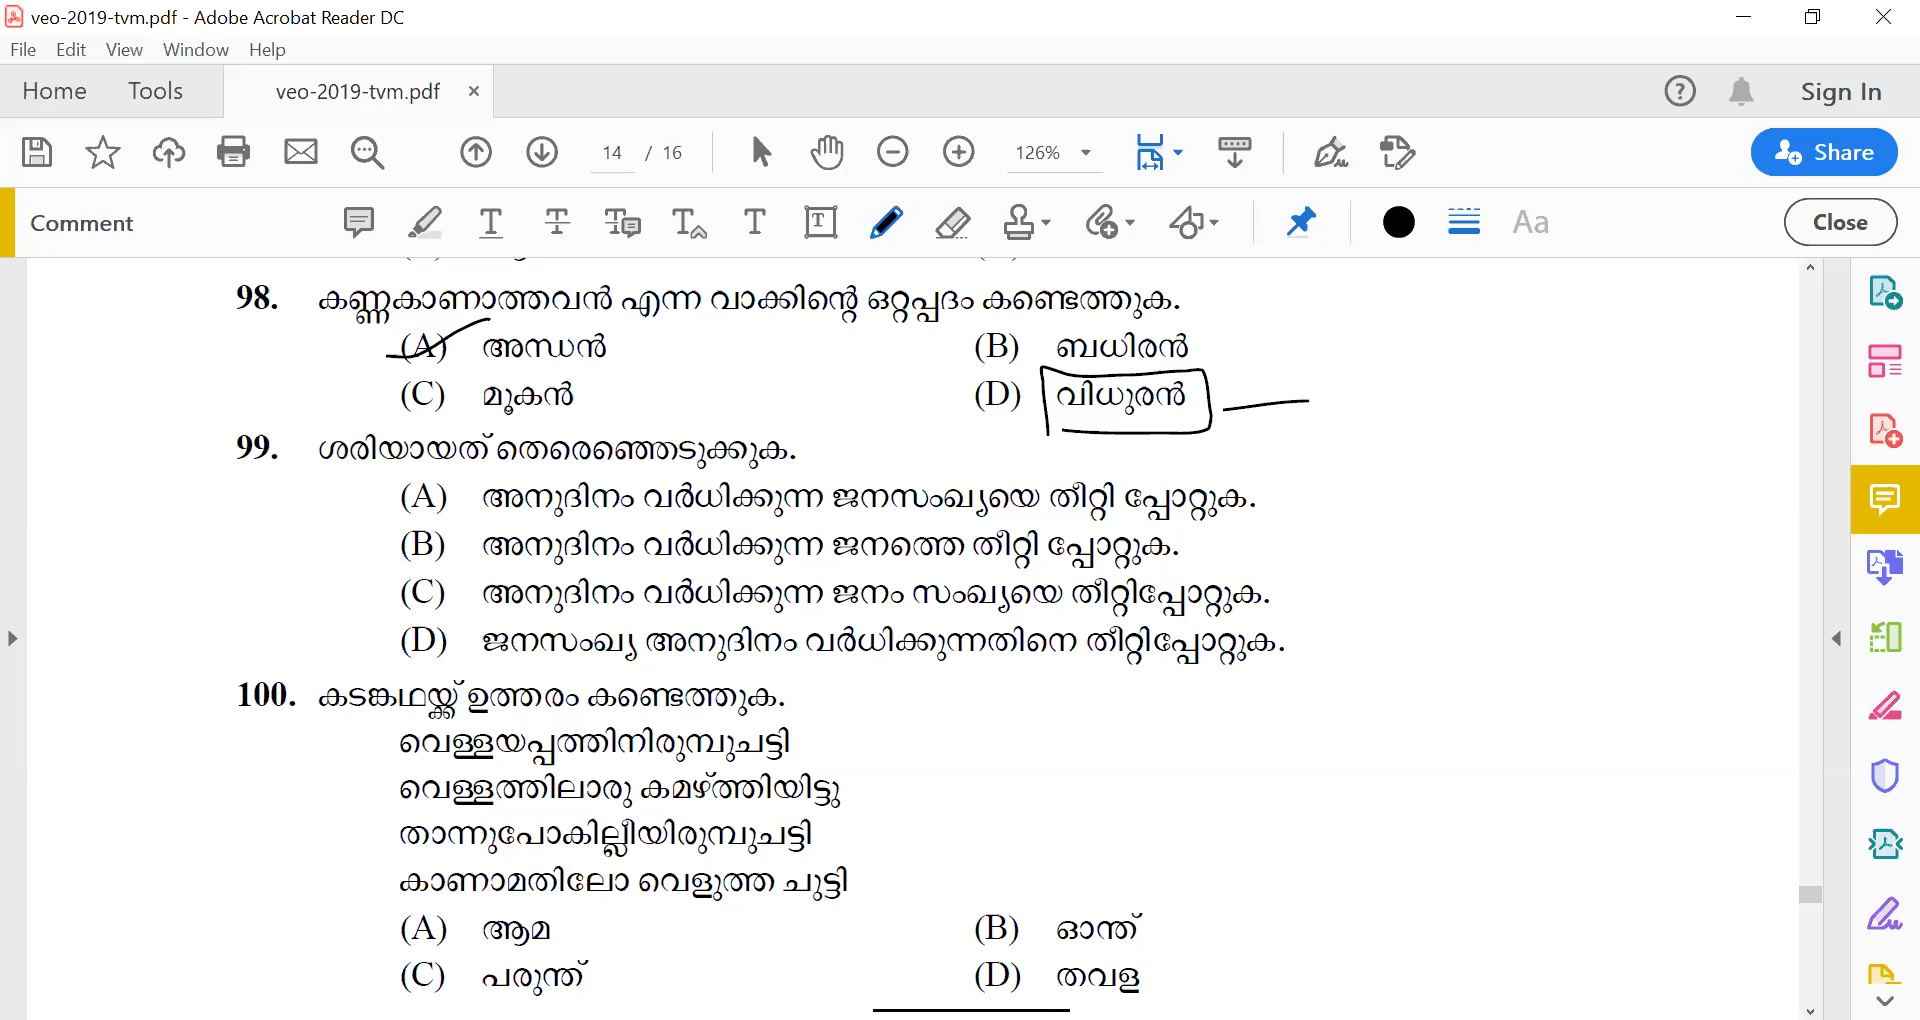 veo-2019-tvm.pdf - Adobe Acrobat Reader DC
File Edit View Window Help
Home Tools veo-2019-tvm.pdf × Sign In
14 / 16 126% Share
Comment Aa Close
98. കണ്ണുകാണാത്തവൻ എന്ന വാക്കിന്റെ ഒറ്റപ്പദം കണ്ടെത്തുക.
(A) അന്ധൻ (B) ബധിരൻ
(C) മൂകൻ (D) വിധുരൻ
99. ശരിയായത് തെരഞ്ഞെടുക്കുക.
(A) അനുദിനം വർധിക്കുന്ന ജനസംഖ്യയെ തീറ്റി പ്പോറ്റുക.
(B) അനുദിനം വർധിക്കുന്ന ജനത്തെ തീറ്റി പ്പോറ്റുക.
(C) അനുദിനം വർധിക്കുന്ന ജനം സംഖ്യയെ തീറ്റിപ്പോറ്റുക.
(D) ജനസംഖ്യ അനുദിനം വർധിക്കുന്നതിനെ തീറ്റിപ്പോറ്റുക.
100. കടങ്കഥയ്ക്ക് ഉത്തരം കണ്ടെത്തുക.
വെള്ളയപ്പത്തിനിരുമ്പുചട്ടി
വെള്ളത്തിലാരു കമഴ്ത്തിയിട്ടു
താന്നുപോകില്ലീയിരുമ്പുചട്ടി
കാണാമതിലോ വെളുത്ത ചുട്ടി
(A) ആമ (B) ഓന്ത്
(C) പരുന്ത് (D) തവള